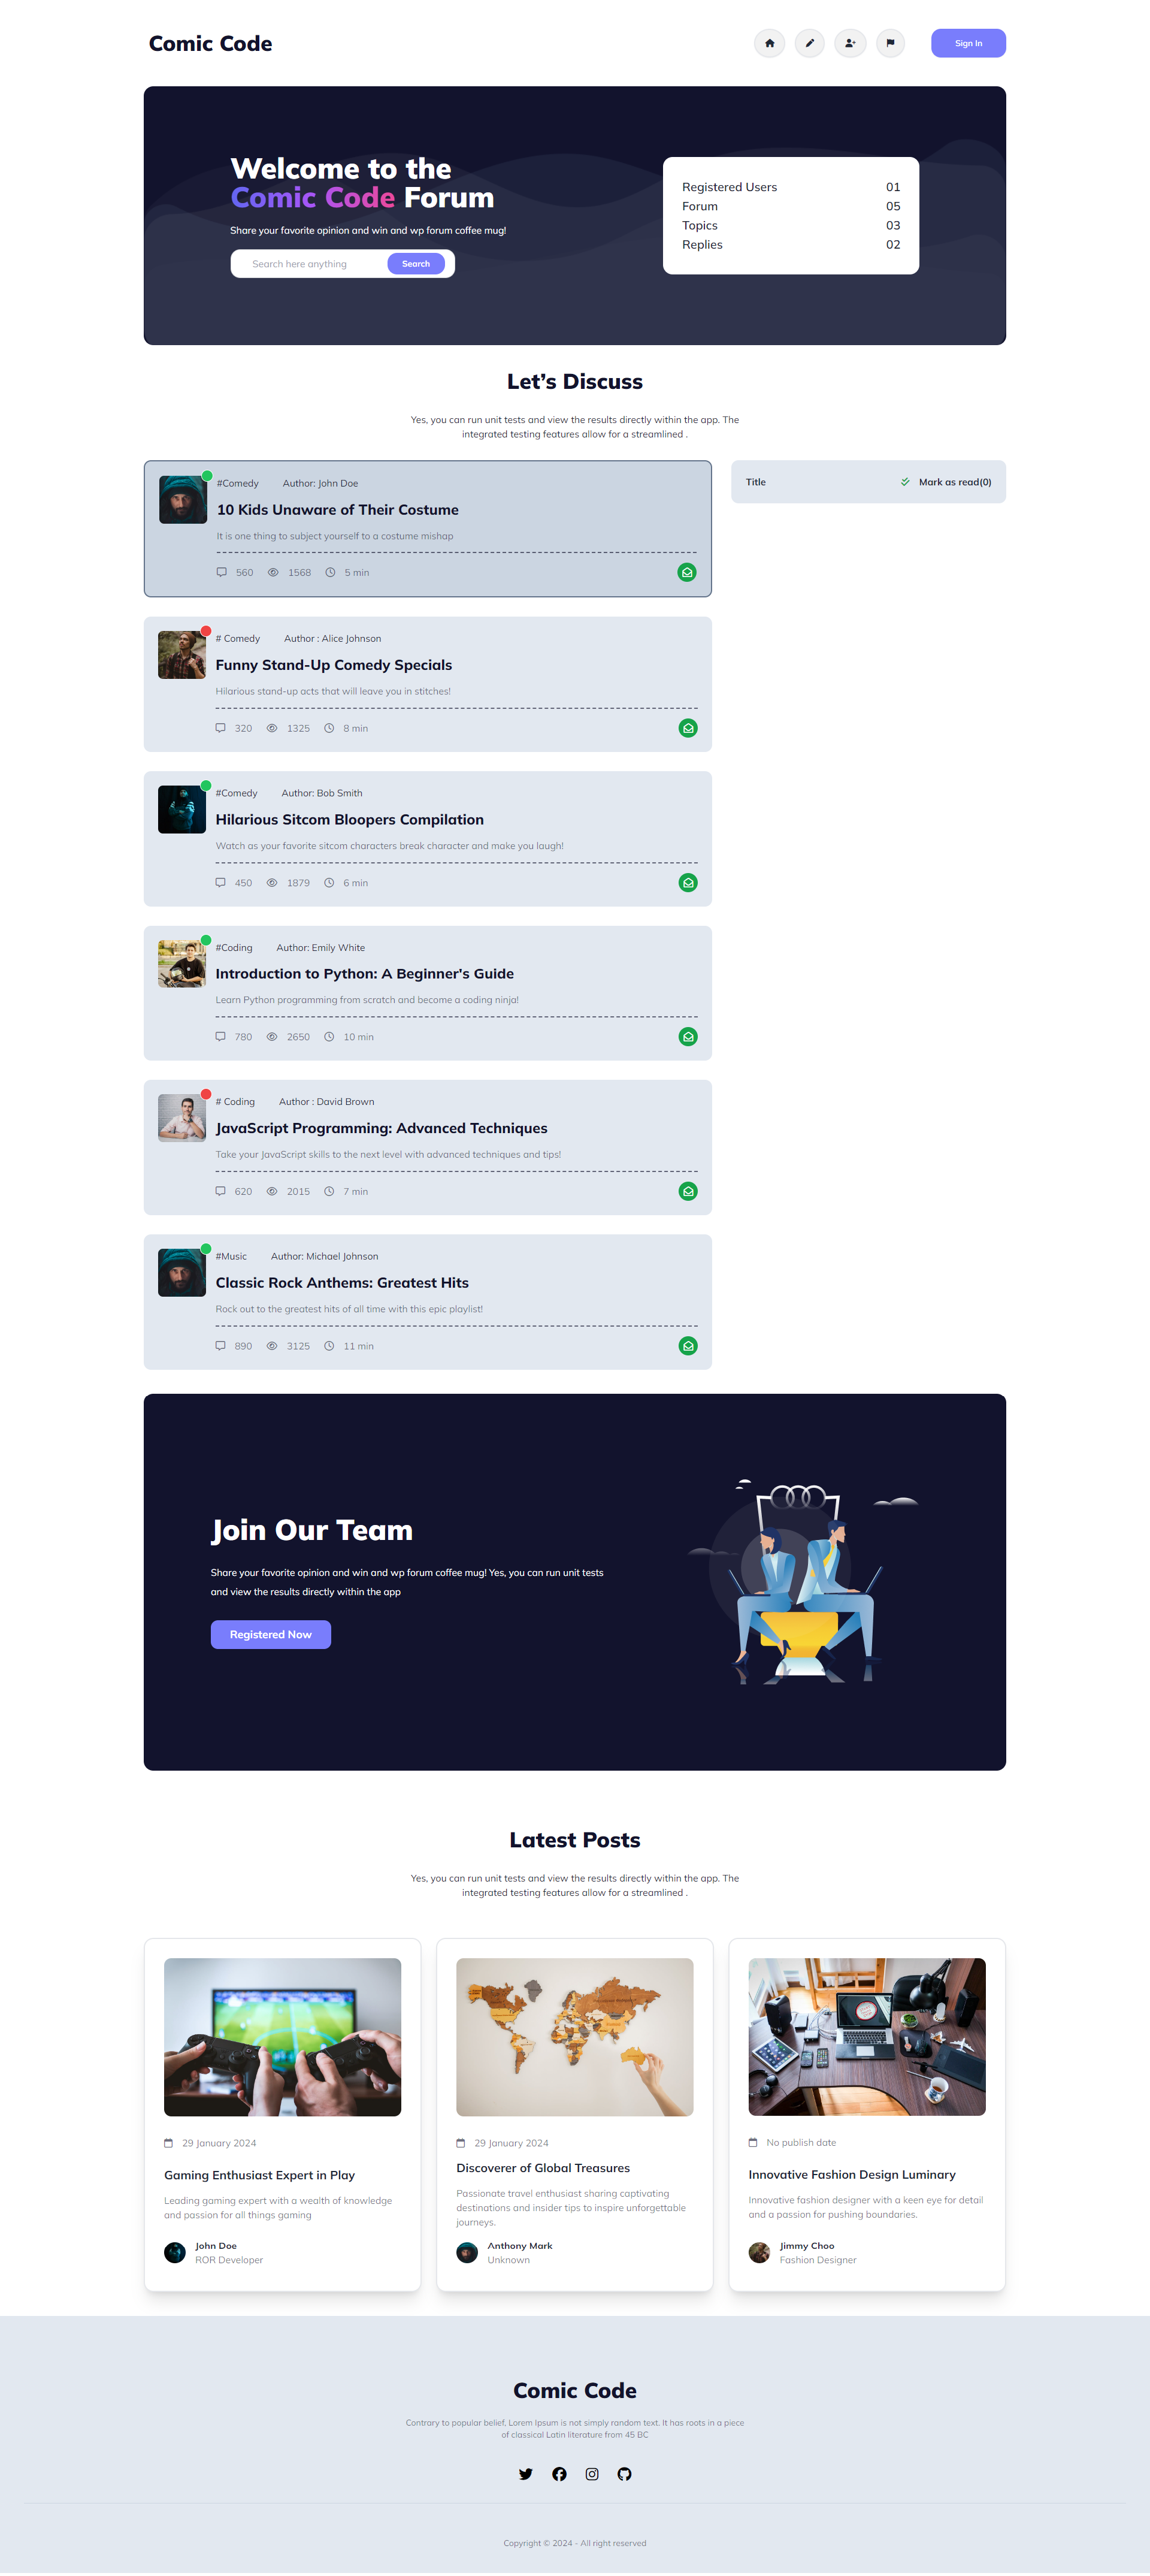 Comic Code
Sign In
Welcome to the
Comic Code Forum
Share your favorite opinion and win and wp forum coffee mug!
Search here anything
Search
Registered Users 01
Forum 05
Topics 03
Replies 02
Let's Discuss
Yes, you can run unit tests and view the results directly within the app. The
integrated testing features allow for a streamlined .
#Comedy Author: John Doe
10 Kids Unaware of Their Costume
It is one thing to subject yourself to a costume mishap
560 1568 5 min
Title Mark as read(0)
# Comedy Author : Alice Johnson
Funny Stand-Up Comedy Specials
Hilarious stand-up acts that will leave you in stitches!
320 1325 8 min
#Comedy Author: Bob Smith
Hilarious Sitcom Bloopers Compilation
Watch as your favorite sitcom characters break character and make you laugh!
450 1879 6 min
#Coding Author: Emily White
Introduction to Python: A Beginner's Guide
Learn Python programming from scratch and become a coding ninja!
780 2650 10 min
# Coding Author : David Brown
JavaScript Programming: Advanced Techniques
Take your JavaScript skills to the next level with advanced techniques and tips!
620 2015 7 min
#Music Author: Michael Johnson
Classic Rock Anthems: Greatest Hits
Rock out to the greatest hits of all time with this epic playlist!
890 3125 11 min
Join Our Team
Share your favorite opinion and win and wp forum coffee mug! Yes, you can run unit tests
and view the results directly within the app
Registered Now
Latest Posts
Yes, you can run unit tests and view the results directly within the app. The
integrated testing features allow for a streamlined .
29 January 2024
Gaming Enthusiast Expert in Play
Leading gaming expert with a wealth of knowledge
and passion for all things gaming
John Doe
ROR Developer
29 January 2024
Discoverer of Global Treasures
Passionate travel enthusiast sharing captivating
destinations and insider tips to inspire unforgettable
journeys.
Anthony Mark
Unknown
No publish date
Innovative Fashion Design Luminary
Innovative fashion designer with a keen eye for detail
and a passion for pushing boundaries.
Jimmy Choo
Fashion Designer
Comic Code
Contrary to popular belief, Lorem Ipsum is not simply random text. It has roots in a piece
of classical Latin literature from 45 BC
Copyright © 2024 - All right reserved